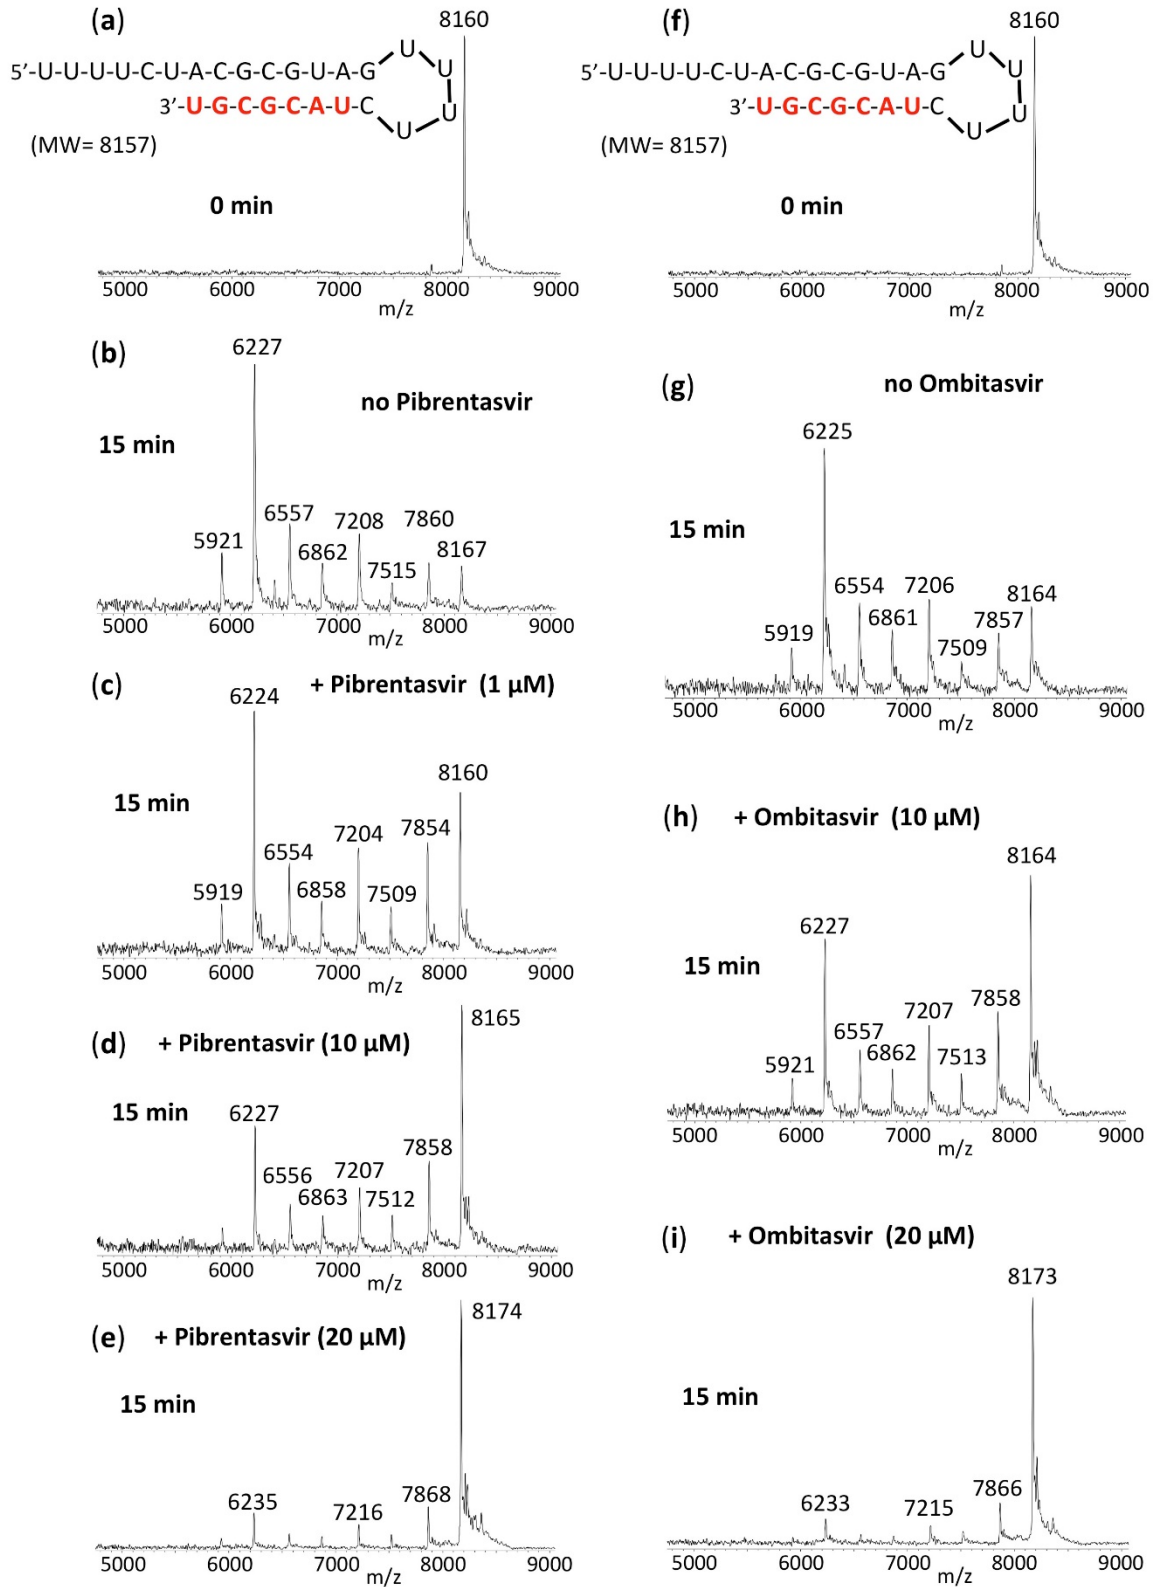 (a)
8160
5’-U-U-U-U-C-U-A-C-G-C-G-U-A-G
U
U
3’-U-G-C-G-C-A-U-C
U
U
(MW= 8157)
0 min
5000 6000 7000 8000 9000
m/z
(b)
6227
no Pibrentasvir
15 min
5921
6557
6862
7208
7515
7860
8167
5000 6000 7000 8000 9000
m/z
(c)
+ Pibrentasvir (1 µM)
6224
15 min
5919
6554
6858
7204
7509
7854
8160
5000 6000 7000 8000 9000
m/z
(d)
+ Pibrentasvir (10 µM)
8165
15 min
6227
6556
6863
7207
7512
7858
5000 6000 7000 8000 9000
m/z
(e)
+ Pibrentasvir (20 µM)
8174
15 min
6235
7216
7868
5000 6000 7000 8000 9000
m/z
(f)
8160
5’-U-U-U-U-C-U-A-C-G-C-G-U-A-G
U
U
3’-U-G-C-G-C-A-U-C
U
U
(MW= 8157)
0 min
5000 6000 7000 8000 9000
m/z
(g)
no Ombitasvir
6225
15 min
5919
6554
6861
7206
7509
7857
8164
5000 6000 7000 8000 9000
m/z
(h)
+ Ombitasvir (10 µM)
8164
15 min
5921
6227
6557
6862
7207
7513
7858
5000 6000 7000 8000 9000
m/z
(i)
+ Ombitasvir (20 µM)
8173
15 min
6233
7215
7866
5000 6000 7000 8000 9000
m/z